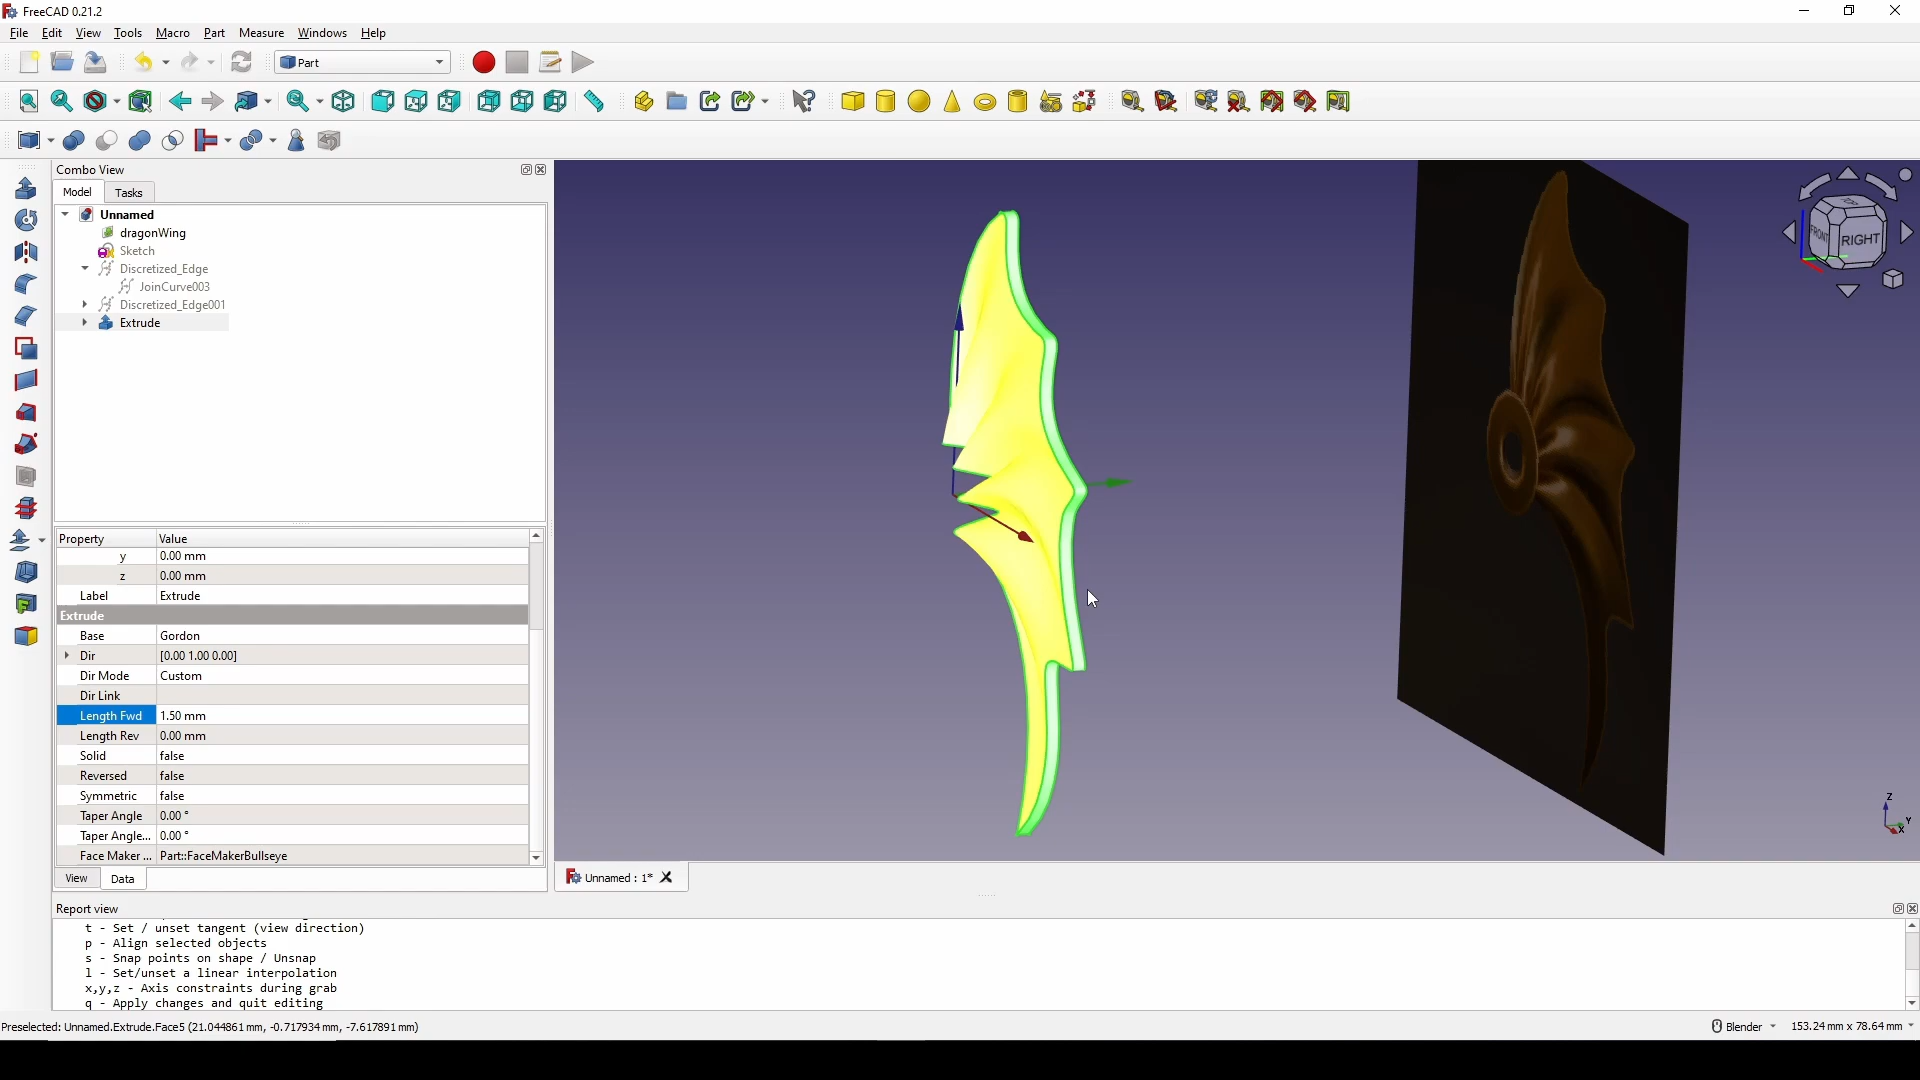 FreeCAD 0.21.2
File Edit View Tools Macro Part Measure Windows Help
Part
Combo View
Model Tasks
Unnamed
dragonWing
Sketch
Discretized_Edge
JoinCurve003
Discretized_Edge001
Extrude
TOP
FRONT RIGHT
Property Value
y 0.00 mm
z 0.00 mm
Label Extrude
Extrude
Base Gordon
Dir [0.00 1.00 0.00]
Dir Mode Custom
Dir Link
Length Fwd 1.50 mm
Length Rev 0.00 mm
Solid false
Reversed false
Symmetric false
Taper Angle 0.00 °
Taper Angle... 0.00 °
Face Maker ... Part::FaceMakerBullseye
View Data
Z
Y
X
Unnamed : 1*
Report view
t - Set / unset tangent (view direction)
p - Align selected objects
s - Snap points on shape / Unsnap
l - Set/unset a linear interpolation
x,y,z - Axis constraints during grab
q - Apply changes and quit editing
Preselected: Unnamed.Extrude.Face5 (21.044861 mm, -0.717934 mm, -7.617891 mm)
Blender 153.24 mm x 78.64 mm